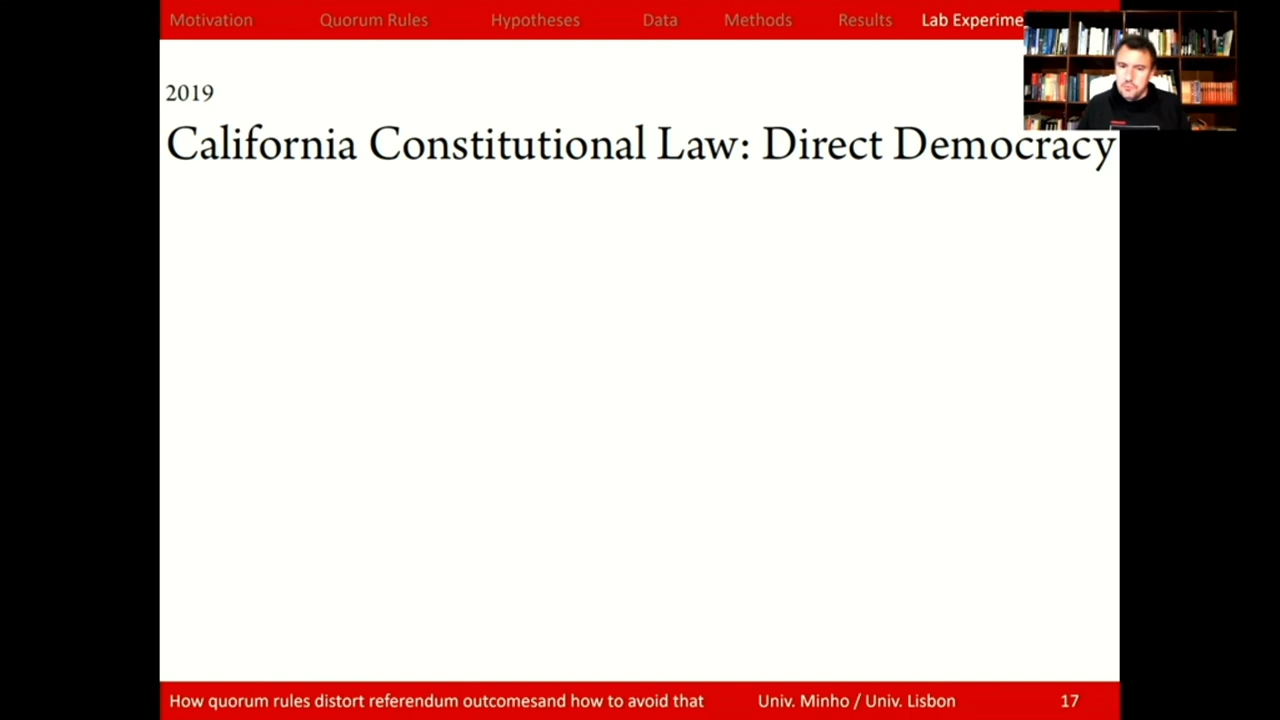 Motivation Quorum Rules Hypotheses Data Methods Results Lab Experime
2019
California Constitutional Law: Direct Democracy
How quorum rules distort referendum outcomesand how to avoid that Univ. Minho / Univ. Lisbon 17